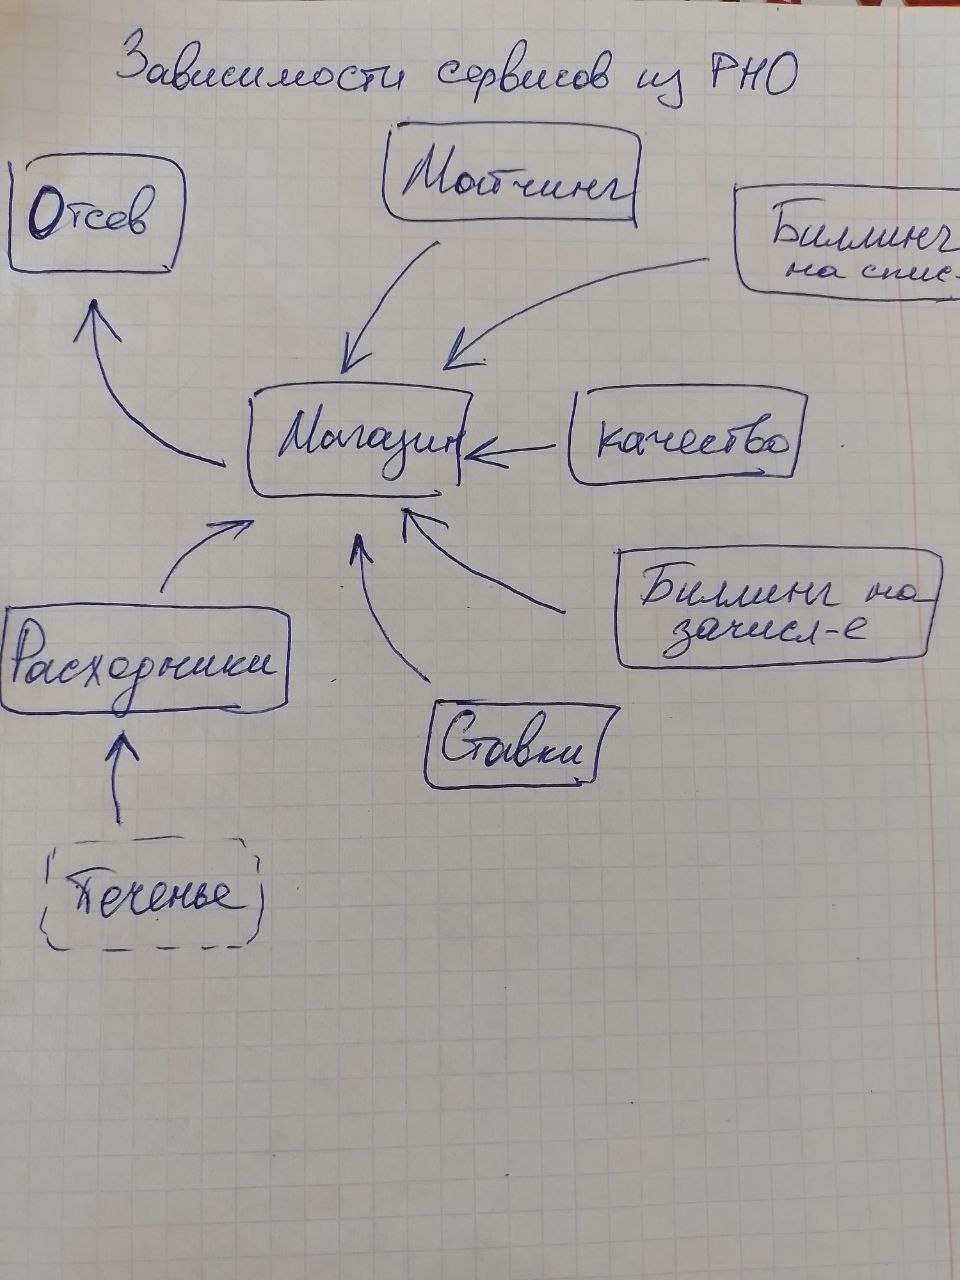 Зависимости сервисов из РНО
Отсев
Матчинг
Биллинг
на спис-
Магазин
качество
Биллинг на
зачисл-е
Расходники
Ставки
Печенье